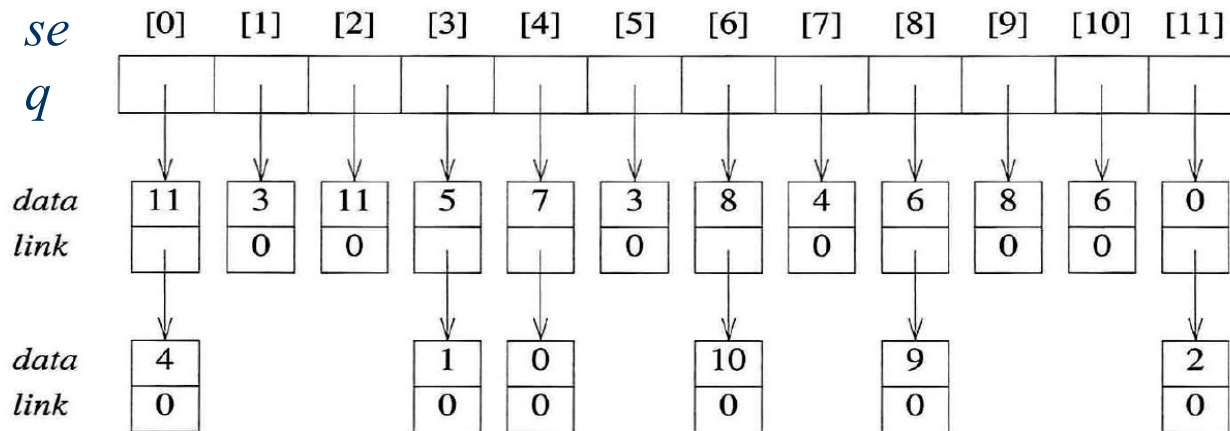 se [0] [1] [2] [3] [4] [5] [6] [7] [8] [9] [10] [11]
q
data 11 3 11 5 7 3 8 4 6 8 6 0
link 0 0 0 0 0 0
data 4 1 0 10 9 2
link 0 0 0 0 0 0